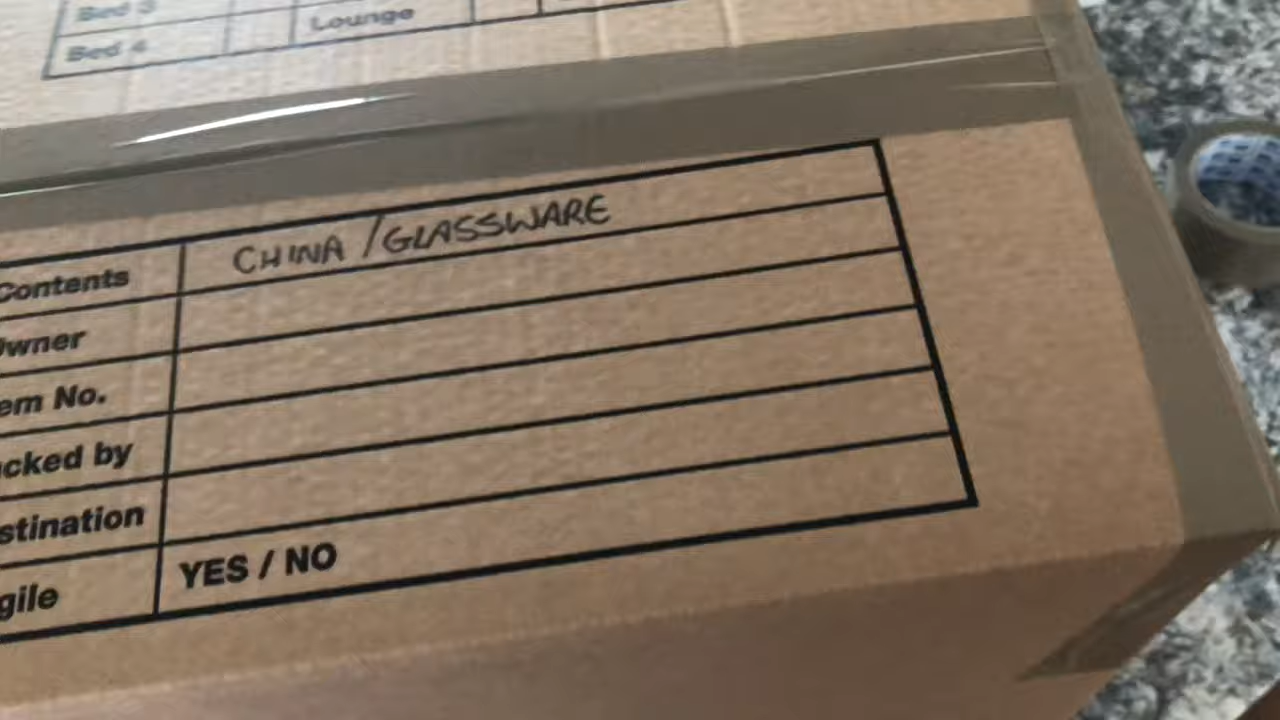 Bed 3
Bed 4 Lounge
Contents CHINA /GLASSWARE
Owner
em No.
cked by
stination
gile YES / NO